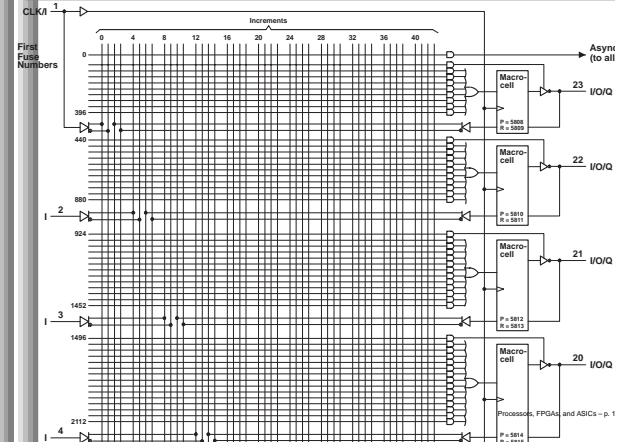 CLK/I 1
Increments
First
Fuse
Numbers
0 4 8 12 16 20 24 28 32 36 40
0
Async
(to all
Macro-
cell
23 I/O/Q
396
P = 5808
R = 5809
440
Macro-
cell
22 I/O/Q
880
I 2
P = 5810
R = 5811
924
Macro-
cell
21 I/O/Q
1452
I 3
P = 5812
R = 5813
1496
Macro-
cell
20 I/O/Q
Processors, FPGAs, and ASICs – p. 1
2112
I 4
P = 5814
R = 5815